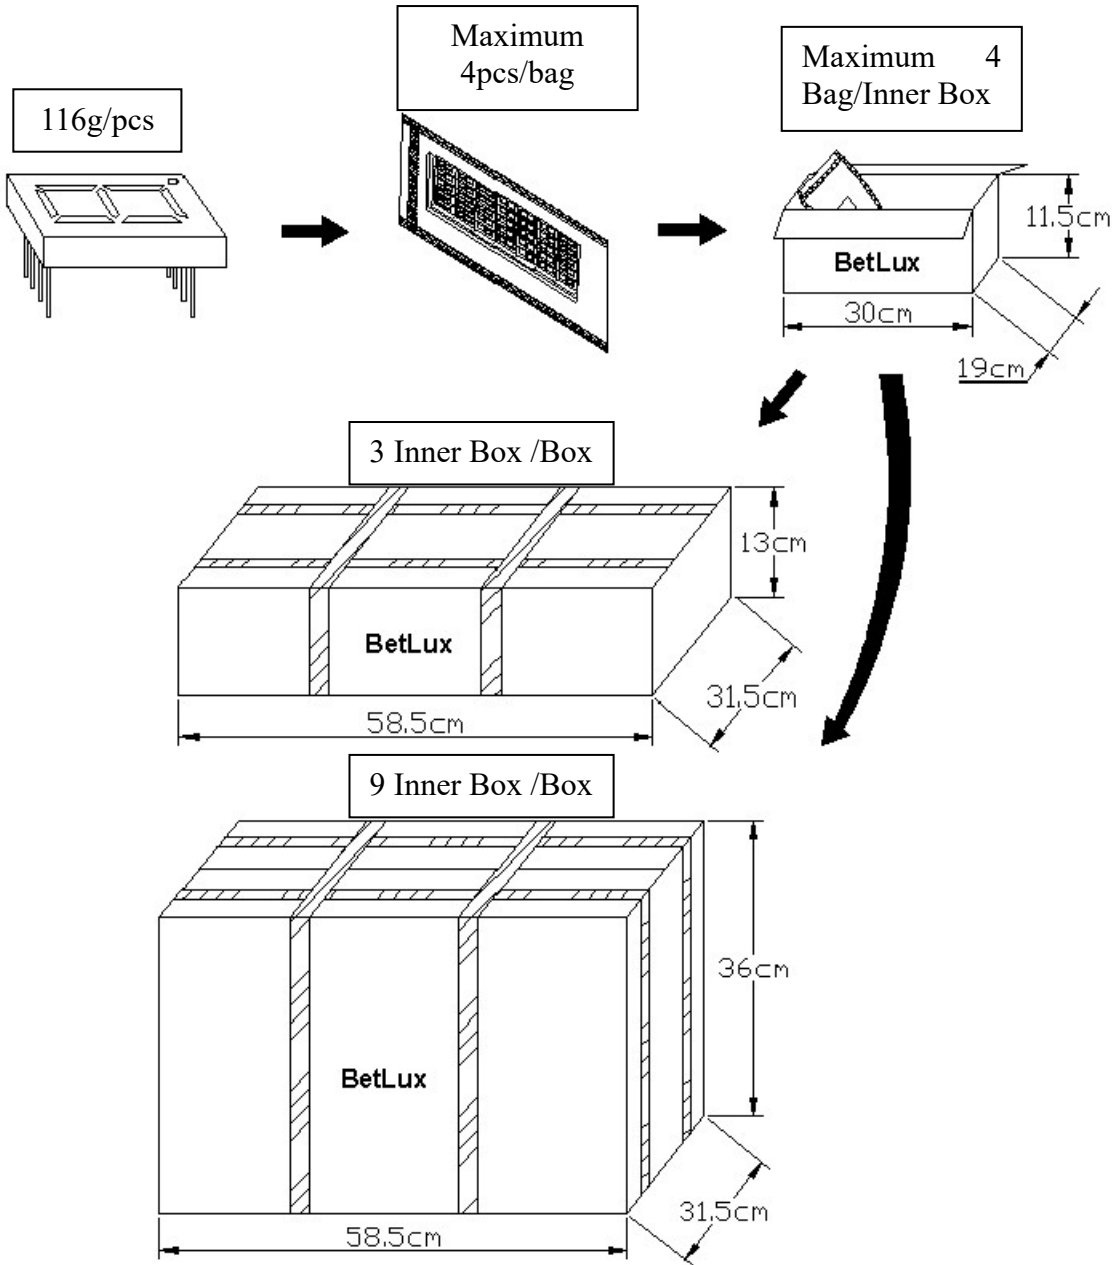 Maximum
4pcs/bag
Maximum 4
Bag/Inner Box
116g/pcs
11.5cm
BetLux
30cm
19cm
3 Inner Box /Box
13cm
BetLux
31.5cm
58.5cm
9 Inner Box /Box
36cm
BetLux
31.5cm
58.5cm